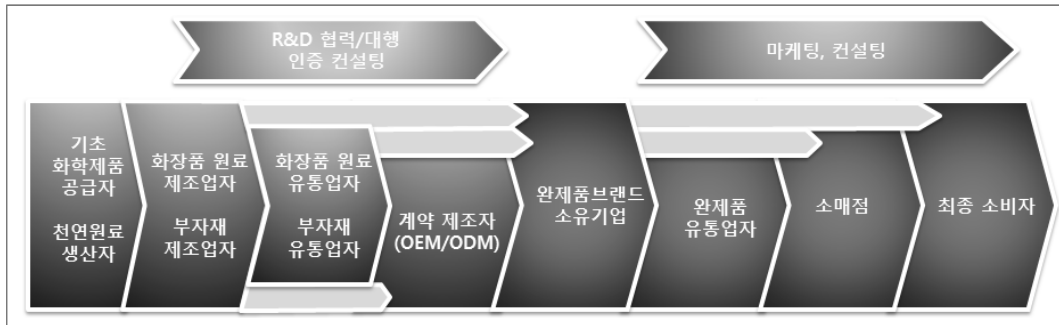 R&D 협력/대행
인증 컨설팅
마케팅, 컨설팅
기초
화학제품
공급자
천연원료
생산자
화장품 원료
제조업자
부자재
제조업자
화장품 원료
유통업자
부자재
유통업자
계약 제조자
(OEM/ODM)
완제품브랜드
소유기업
완제품
유통업자
소매점
최종 소비자